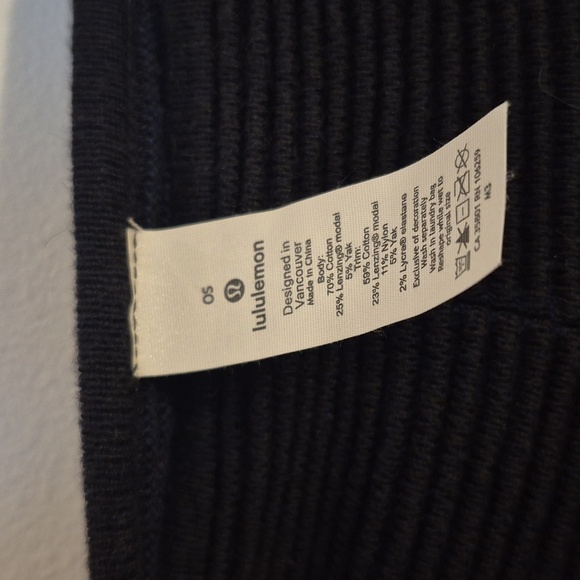 OS
lululemon
Designed in
Vancouver
Made in China
Body:
70% Cotton
25% Lenzing® modal
5% Yak
Trim:
59% Cotton
23% Lenzing® modal
11% Nylon
5% Yak
2% Lycra® elastane
Exclusive of decoration
Wash separately
Wash in laundry bag
Reshape while wet to
original size
CA 35801 RN 106259
M3